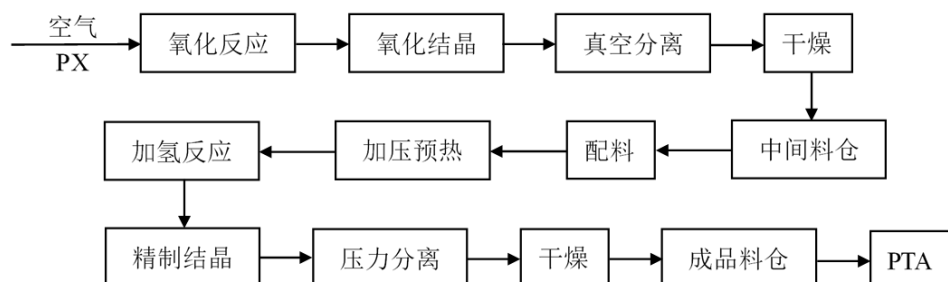 空气
PX
氧化反应
氧化结晶
真空分离
干燥
中间料仓
配料
加压预热
加氢反应
精制结晶
压力分离
干燥
成品料仓
PTA